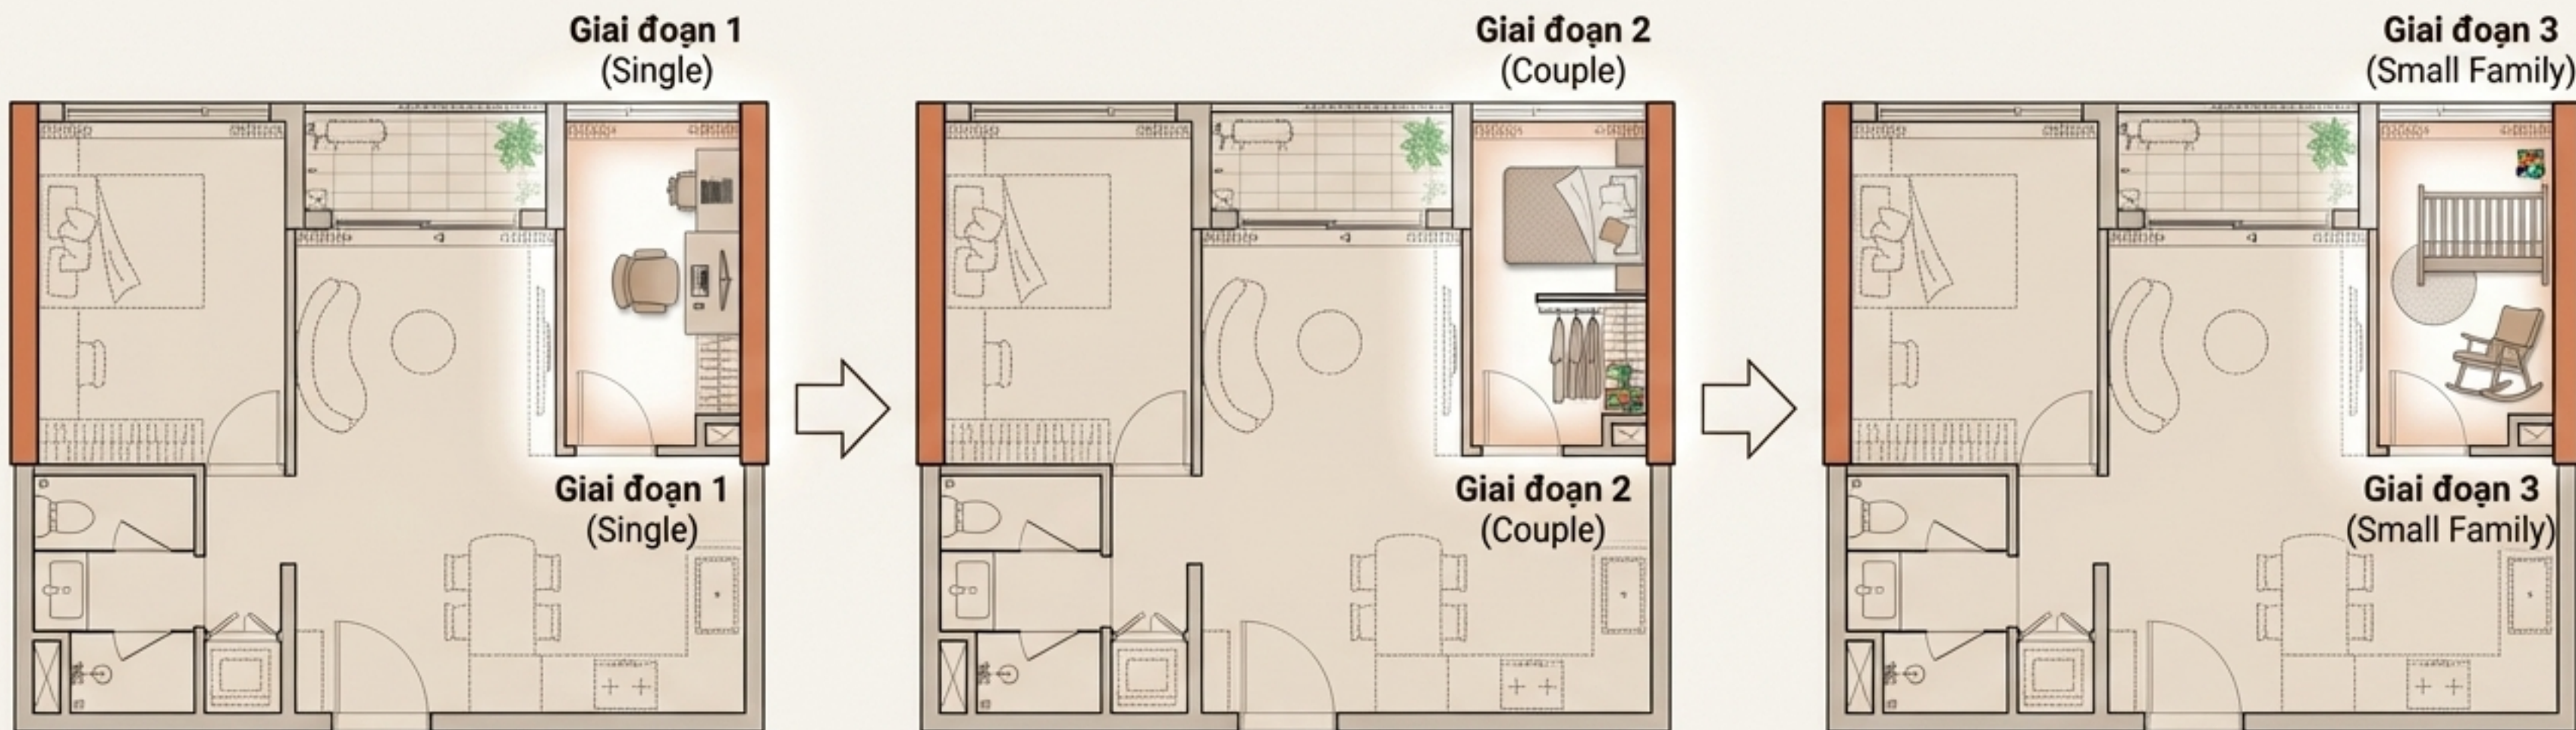 Giai đoạn 1
(Single)
Giai đoạn 2
(Couple)
Giai đoạn 3
(Small Family)
Giai đoạn 1
(Single)
Giai đoạn 2
(Couple)
Giai đoạn 3
(Small Family)